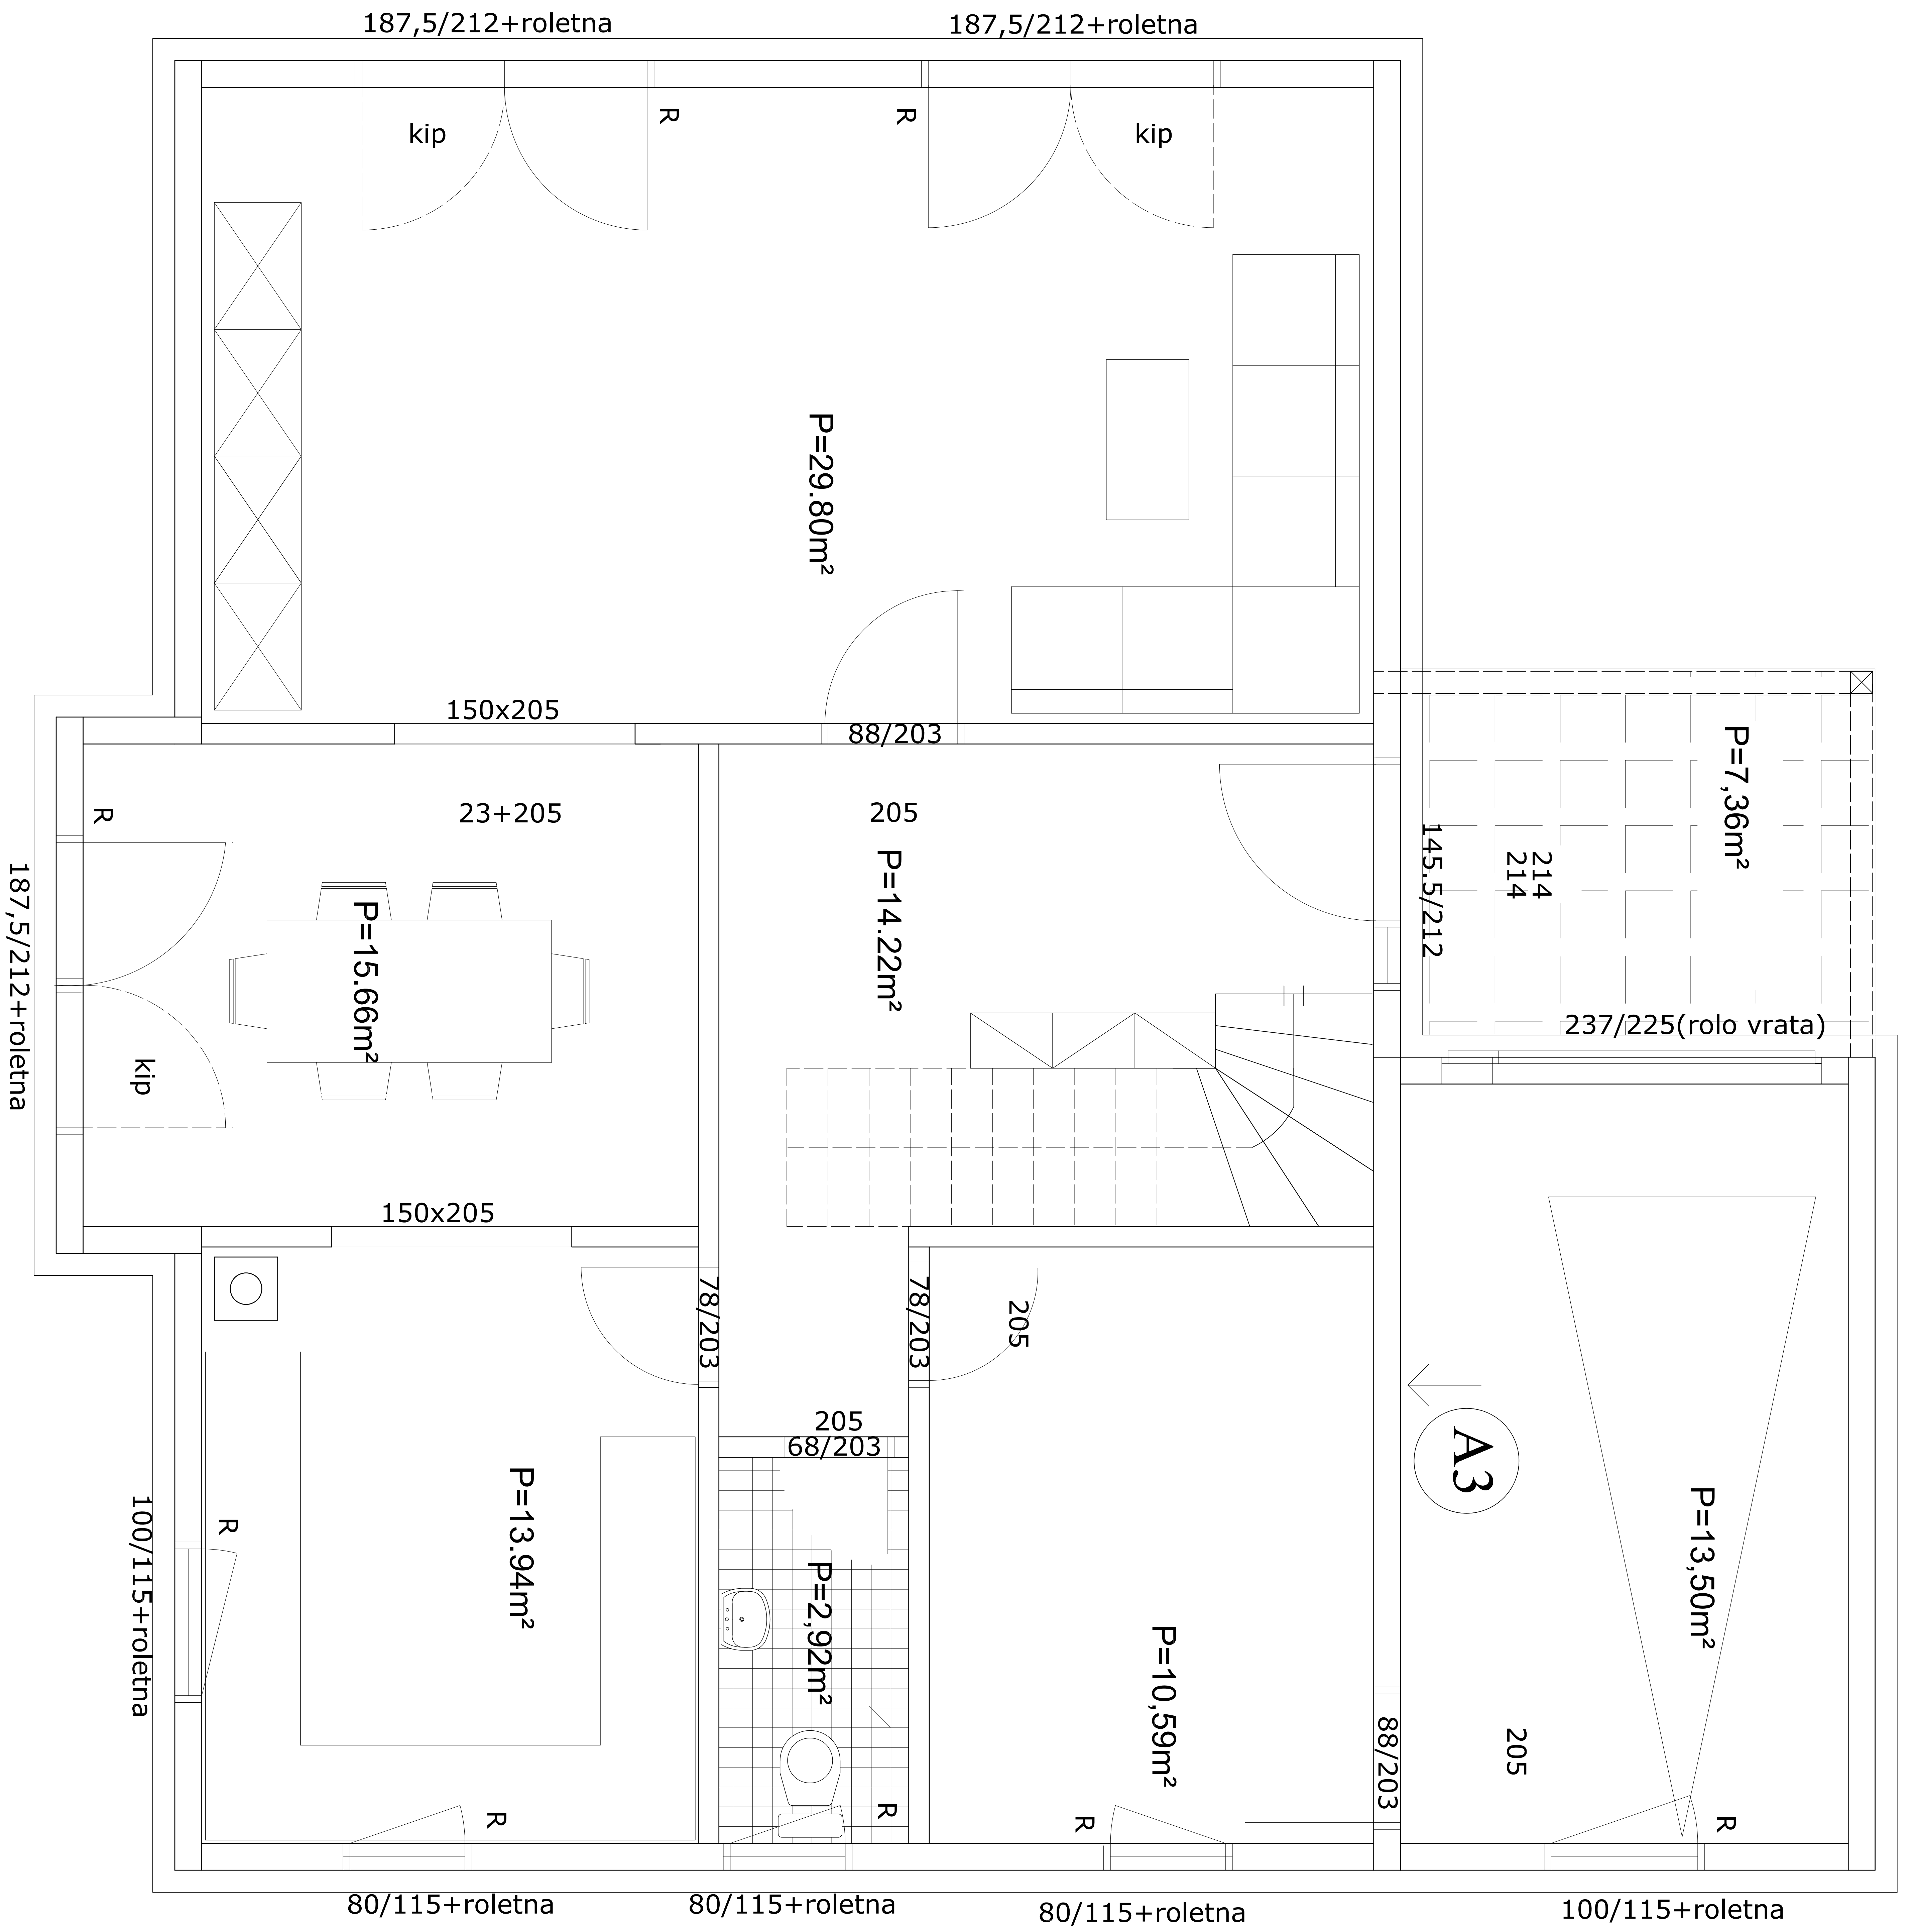 187,5/212+roletna
187,5/212+roletna
kip
R
R
kip
P=29.80m²
150x205
88/203
P=7,36m²
R
23+205
205
145.5/212
214
214
187,5/212+roletna
P=15.66m²
P=14.22m²
kip
237/225(rolo vrata)
150x205
78/203
78/203
205
205
68/203
A3
100/115+roletna
R
P=13.94m²
P=2,92m²
P=10,59m²
P=13,50m²
88/203
205
R
R
R
R
80/115+roletna
80/115+roletna
80/115+roletna
100/115+roletna